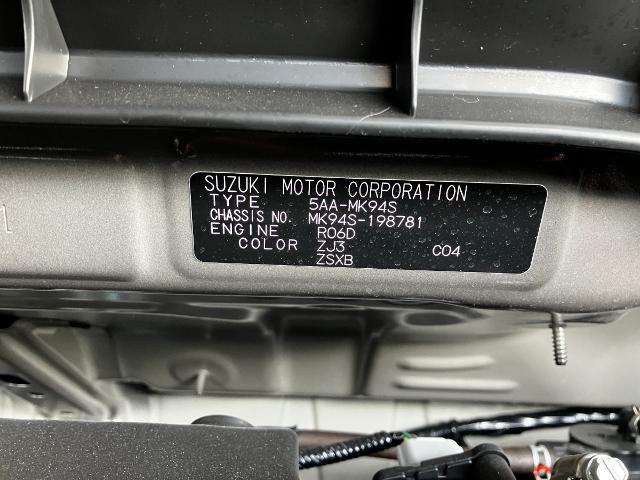 SUZUKI MOTOR CORPORATION
TYPE 5AA-MK94S
CHASSIS NO. MK94S-198781
ENGINE R06D
COLOR ZJ3 C04
ZSXB